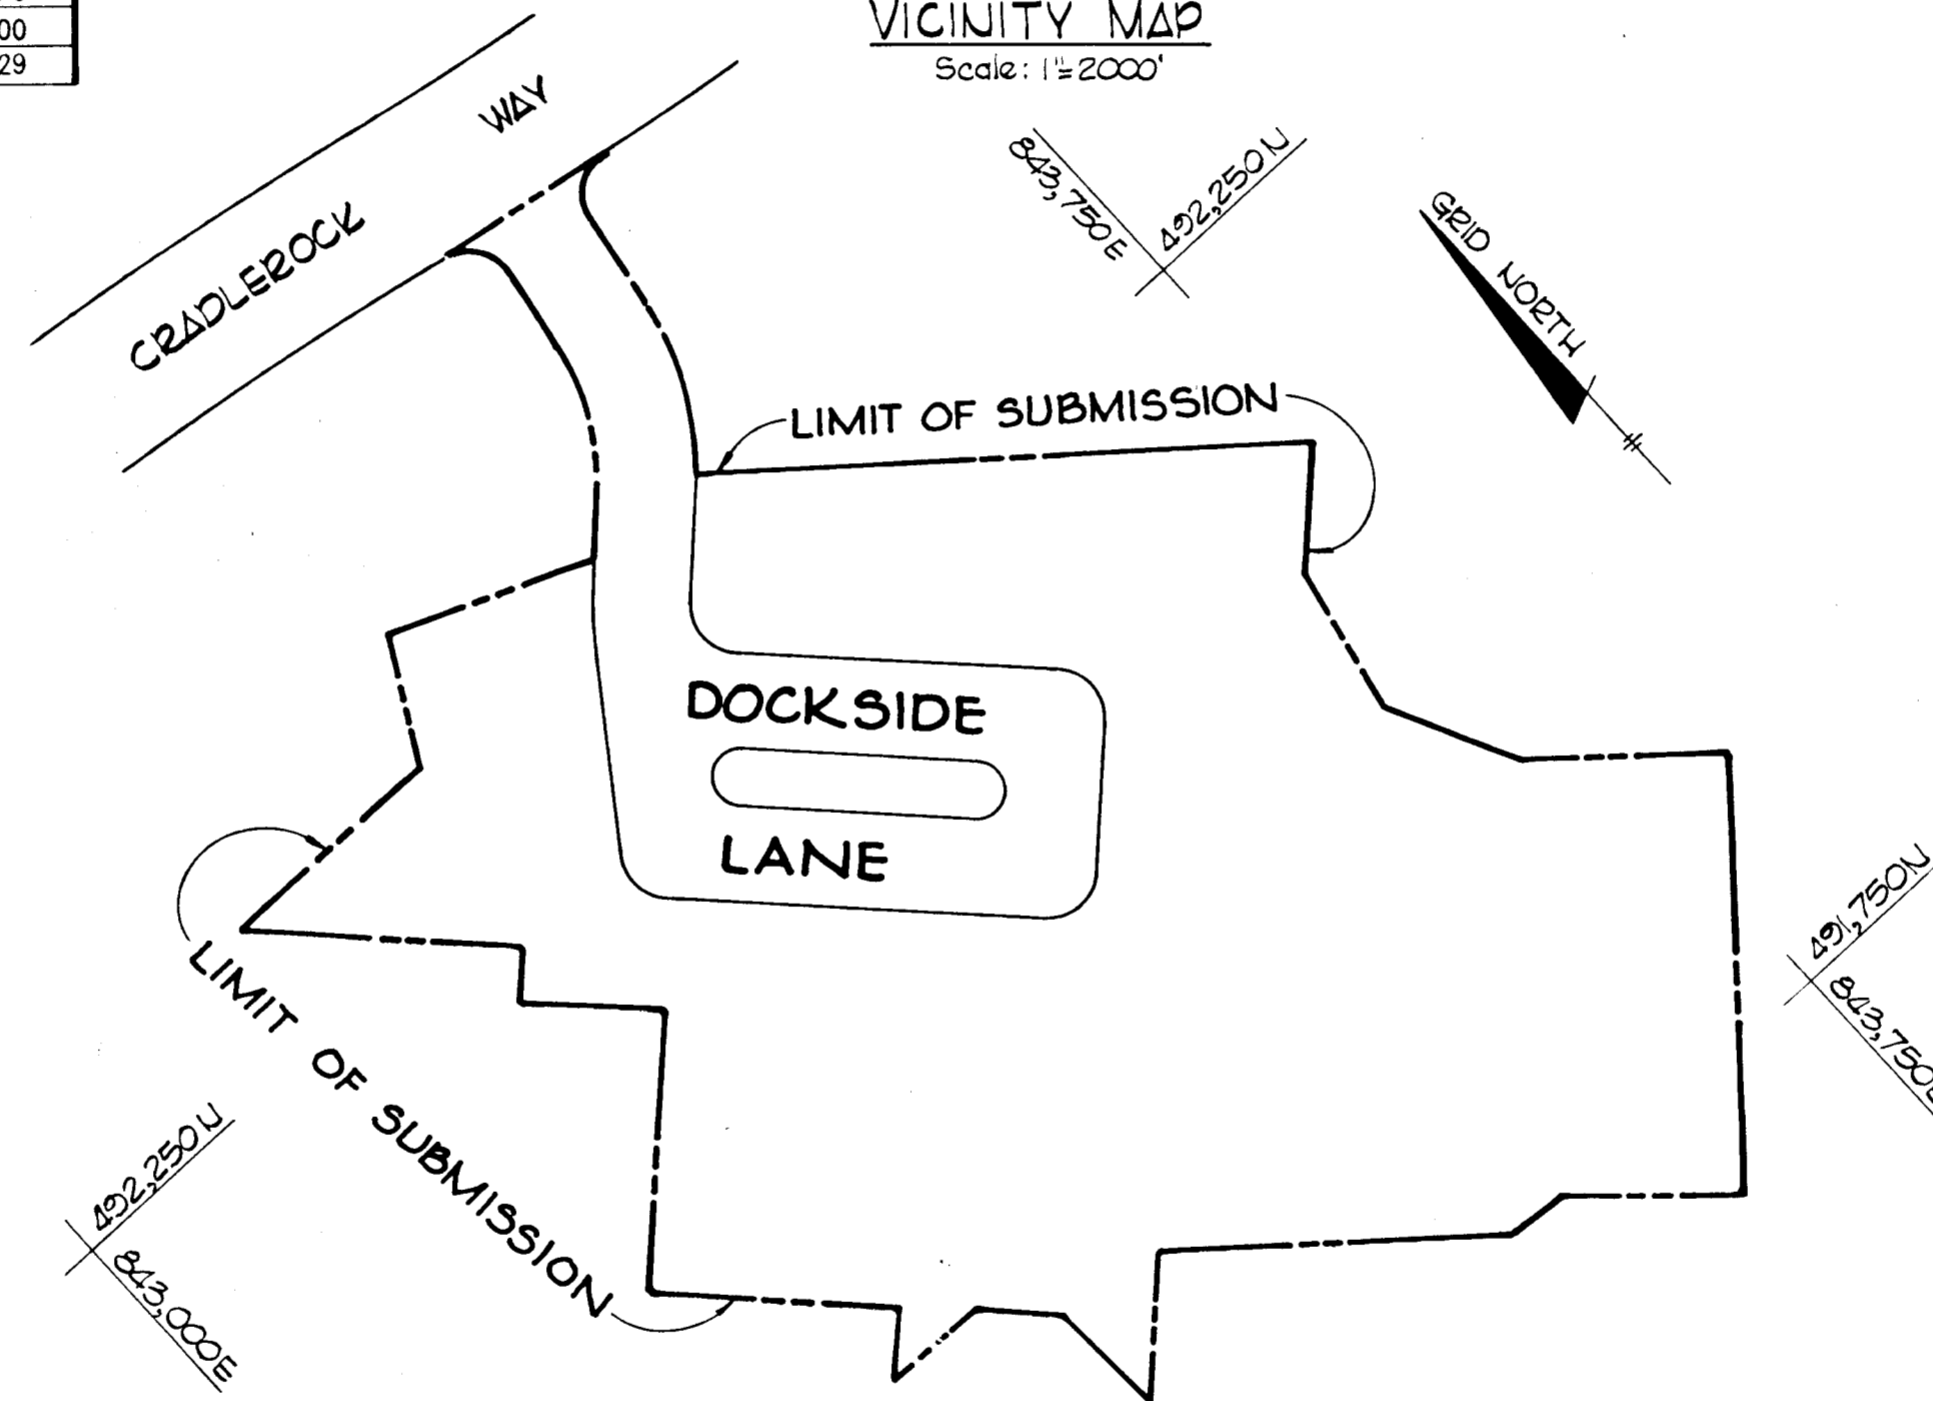 00
29
VICINITY MAP
Scale: 1"=2000'
CRADLEROCK WAY
843,750E
492,250N
GRID NORTH
LIMIT OF SUBMISSION
DOCKSIDE
LANE
LIMIT OF SUBMISSION
491,750N
843,750E
492,250N
843,000E